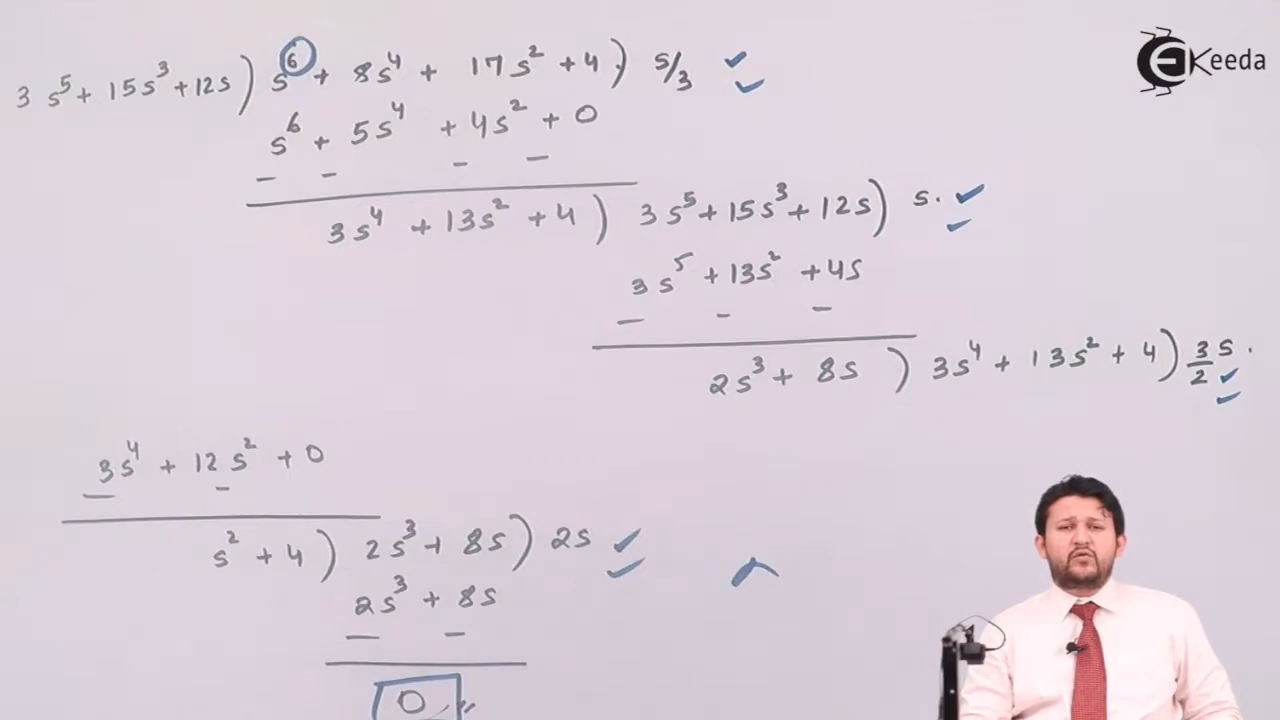 3s⁵ + 15s³ + 12s ) s⁶ + 8s⁴ + 17s² + 4 ) s/3
s⁶ + 5s⁴ + 4s² + 0
3s⁴ + 13s² + 4 ) 3s⁵ + 15s³ + 12s ) s.
3s⁵ + 13s² + 4s
2s³ + 8s ) 3s⁴ + 13s² + 4 ) 3/2 s.
3s⁴ + 12s² + 0
s² + 4 ) 2s³ + 8s ) 2s
2s³ + 8s
0
EKeeda